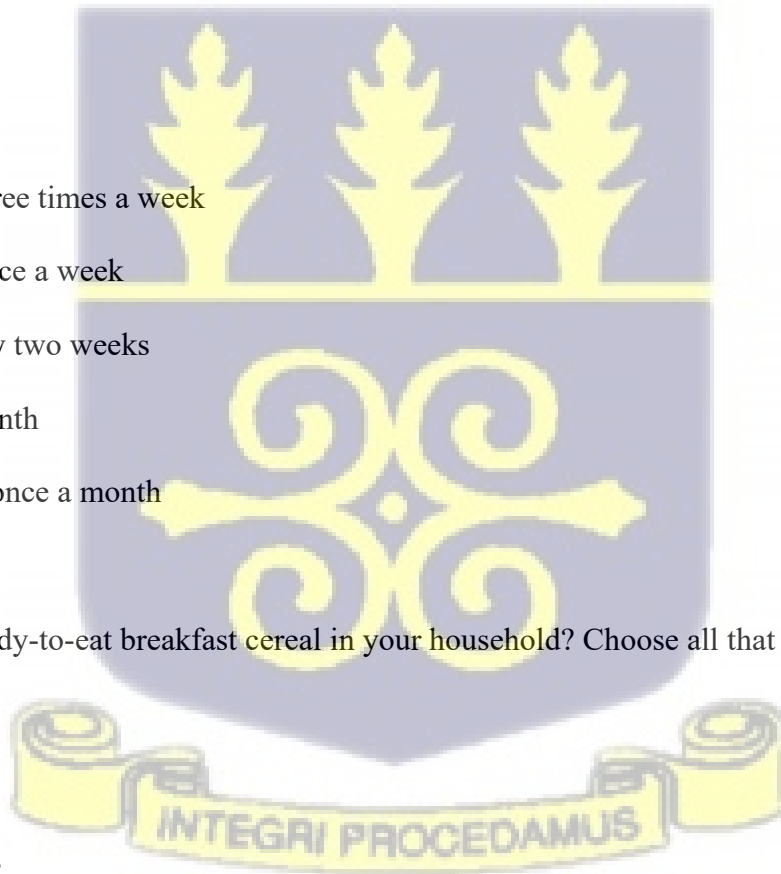 ree times a week
ce a week
y two weeks
nth
once a month
dy-to-eat breakfast cereal in your household? Choose all that
INTEGRI PROCEDAMUS